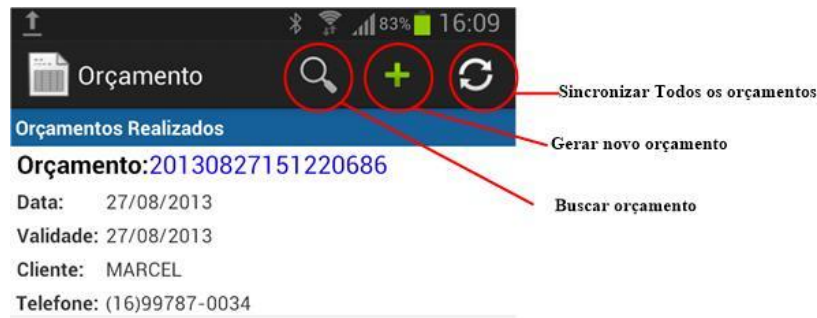 83% 16:09
Orçamento
Sincronizar Todos os orçamentos
Orçamentos Realizados
Gerar novo orçamento
Orçamento:20130827151220686
Data: 27/08/2013
Buscar orçamento
Validade: 27/08/2013
Cliente: MARCEL
Telefone: (16)99787-0034